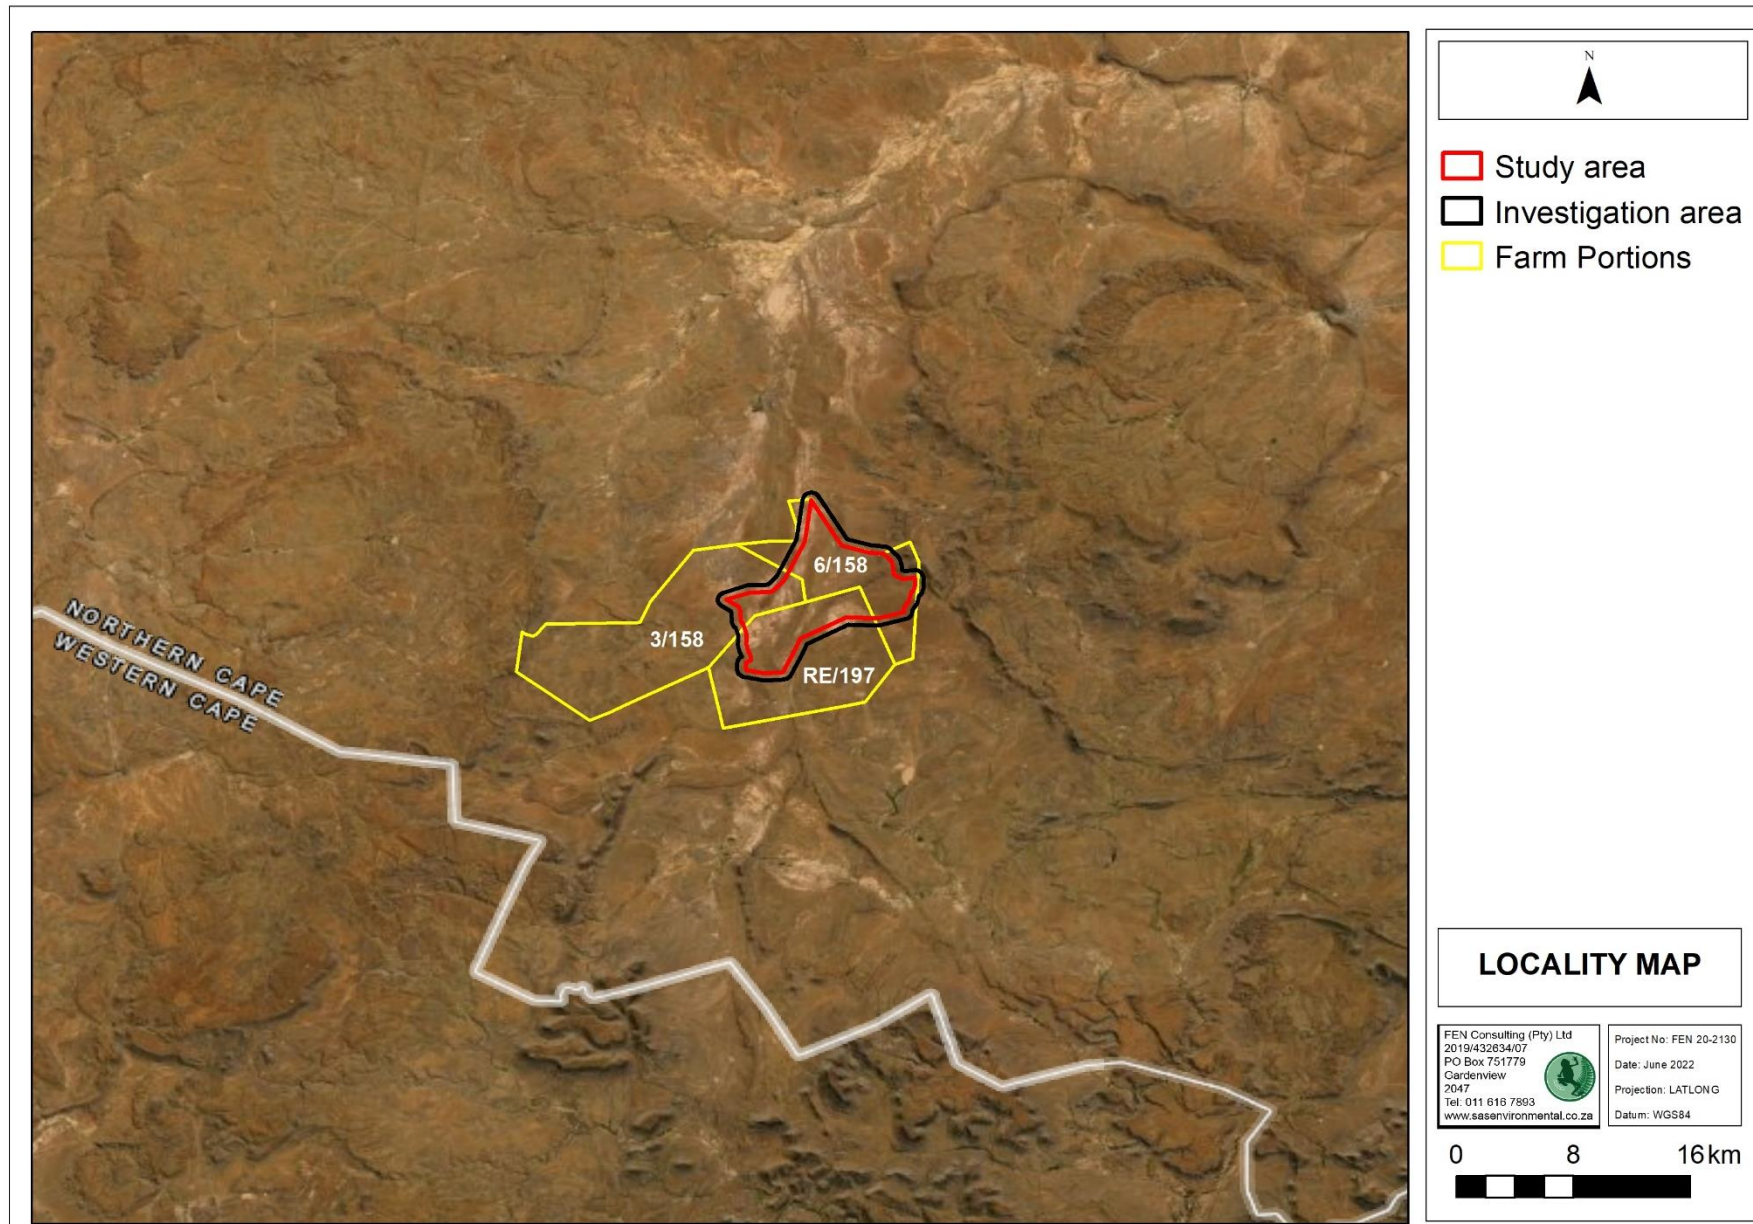 N
Study area
Investigation area
Farm Portions
6/158
3/158
RE/197
NORTHERN CAPE
WESTERN CAPE
LOCALITY MAP
FEN Consulting (Pty) Ltd
2019/432634/07
PO Box 751779
Gardenview
2047
Tel: 011 616 7893
www.sasenvironmental.co.za
Project No: FEN 20-2130
Date: June 2022
Projection: LATLONG
Datum: WGS84
0 8 16 km